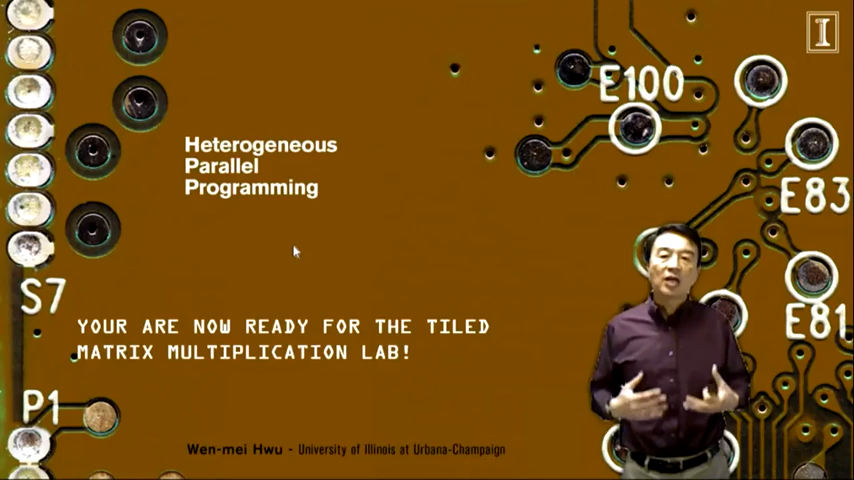 I
E100
Heterogeneous
Parallel
Programming
E83
S7
E81
YOUR ARE NOW READY FOR THE TILED
MATRIX MULTIPLICATION LAB!
P1
Wen-mei Hwu - University of Illinois at Urbana-Champaign